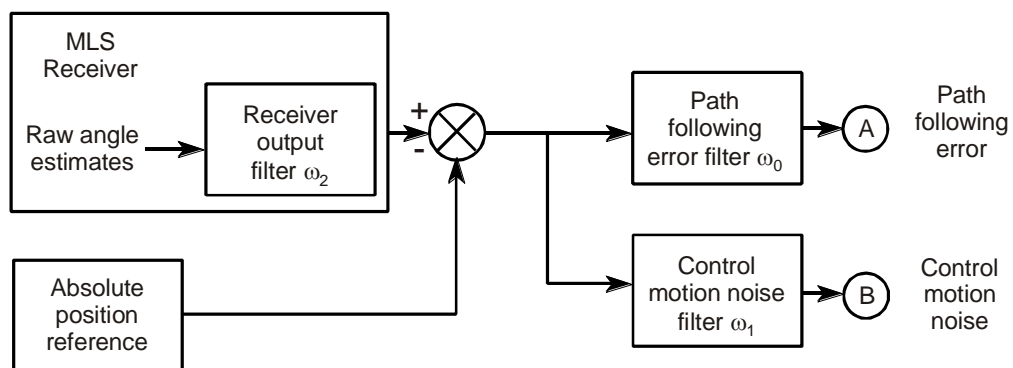 MLS
Receiver
Raw angle
estimates
Receiver
output
filter ω₂
+
-
Path
following
error filter ω₀
A
Path
following
error
Absolute
position
reference
Control
motion noise
filter ω₁
B
Control
motion
noise